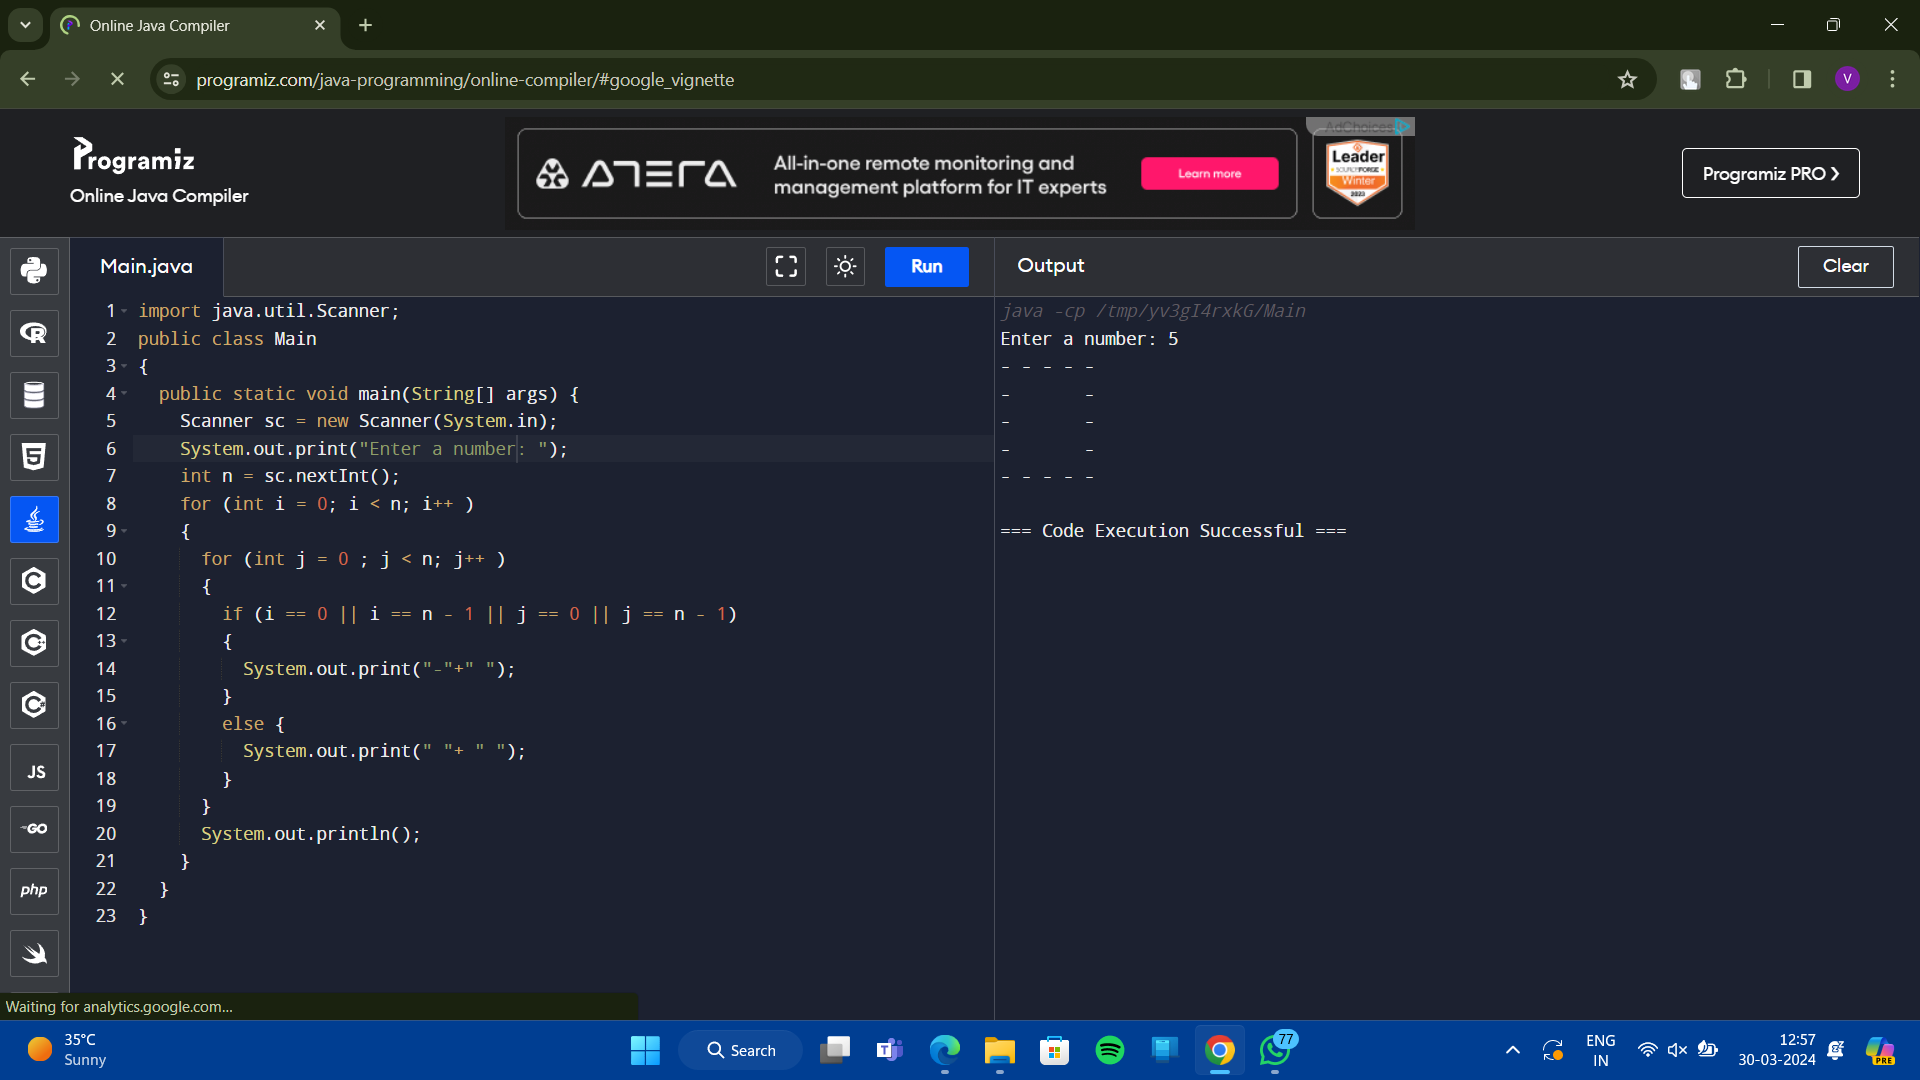 Online Java Compiler
programiz.com/java-programming/online-compiler/#google_vignette
V
Programiz
Online Java Compiler
ATERA
All-in-one remote monitoring and
management platform for IT experts
Learn more
AdChoices
Leader
SOURCEFORGE
Winter
2023
Programiz PRO ❯
Main.java
Run
Output
Clear
1 import java.util.Scanner;
2 public class Main
3 {
4 public static void main(String[] args) {
5 Scanner sc = new Scanner(System.in);
6 System.out.print("Enter a number: ");
7 int n = sc.nextInt();
8 for (int i = 0; i < n; i++ )
9 {
10 for (int j = 0 ; j < n; j++ )
11 {
12 if (i == 0 || i == n - 1 || j == 0 || j == n - 1)
13 {
14 System.out.print("-"+" ");
15 }
16 else {
17 System.out.print(" "+ " ");
18 }
19 }
20 System.out.println();
21 }
22 }
23 }
java -cp /tmp/yv3gI4rxkG/Main
Enter a number: 5
- - - - -
-       -
-       -
-       -
- - - - -
=== Code Execution Successful ===
R
5
C
C++
C#
JS
GO
php
Waiting for analytics.google.com...
35°C
Sunny
Search
T
77
ENG
IN
12:57
30-03-2024
PRE